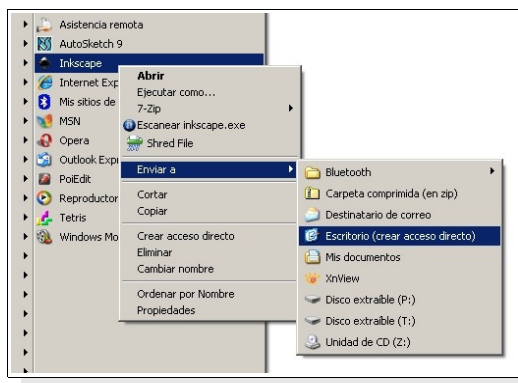 Asistencia remota
AutoSketch 9
Inkscape
Internet Exp
Mis sitios de
MSN
Opera
Outlook Expr
PoiEdit
Reproductor
Tetris
Windows Mo
Abrir
Ejecutar como...
7-Zip
Escanear inkscape.exe
Shred File
Enviar a
Cortar
Copiar
Crear acceso directo
Eliminar
Cambiar nombre
Ordenar por Nombre
Propiedades
Bluetooth
Carpeta comprimida (en zip)
Destinatario de correo
Escritorio (crear acceso directo)
Mis documentos
XnView
Disco extraíble (P:)
Disco extraíble (T:)
Unidad de CD (Z:)